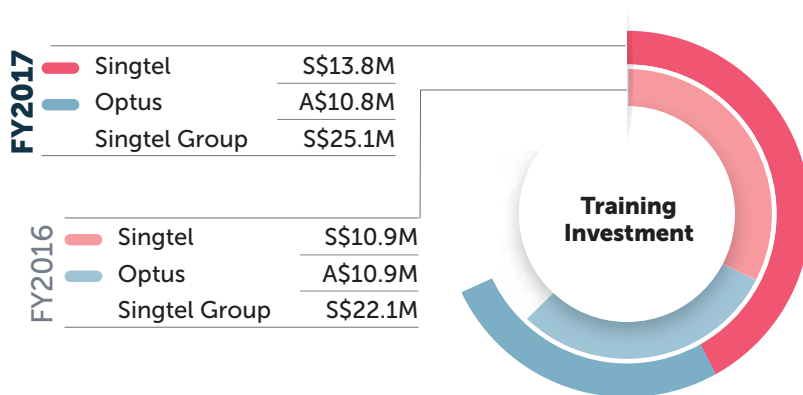 FY2017
Singtel S$13.8M
Optus A$10.8M
Singtel Group S$25.1M
FY2016
Singtel S$10.9M
Optus A$10.9M
Singtel Group S$22.1M
Training
Investment